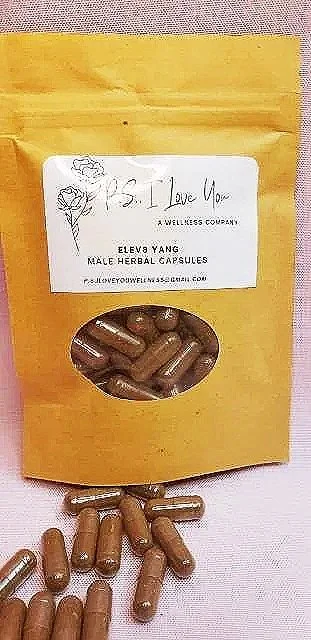 P.S. I Love You
A WELLNESS COMPANY
ELEV8 YANG
MALE HERBAL CAPSULES
P.S.ILOVEYOUWELLNESS@GMAIL.COM